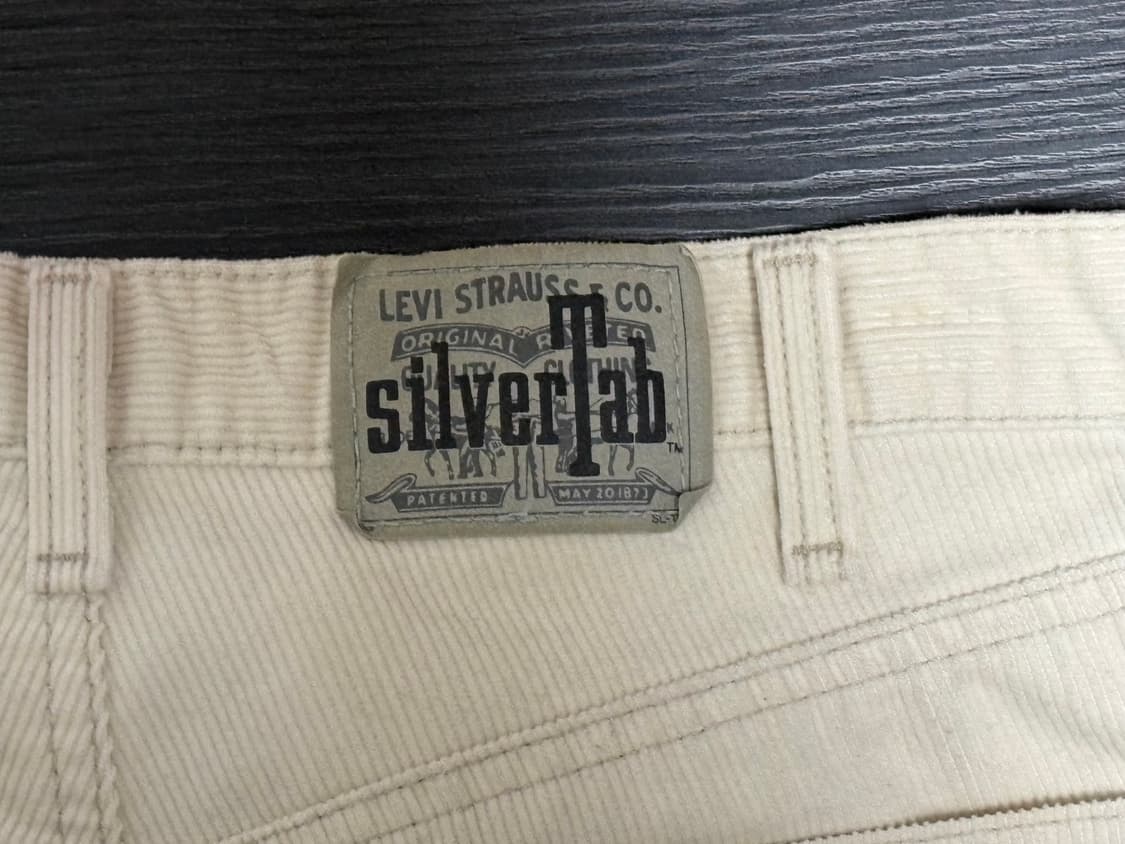 LEVI STRAUSS & CO.
ORIGINAL RIVETED
QUALITY CLOTHING
silverTab
TM
PATENTED MAY 20 1873